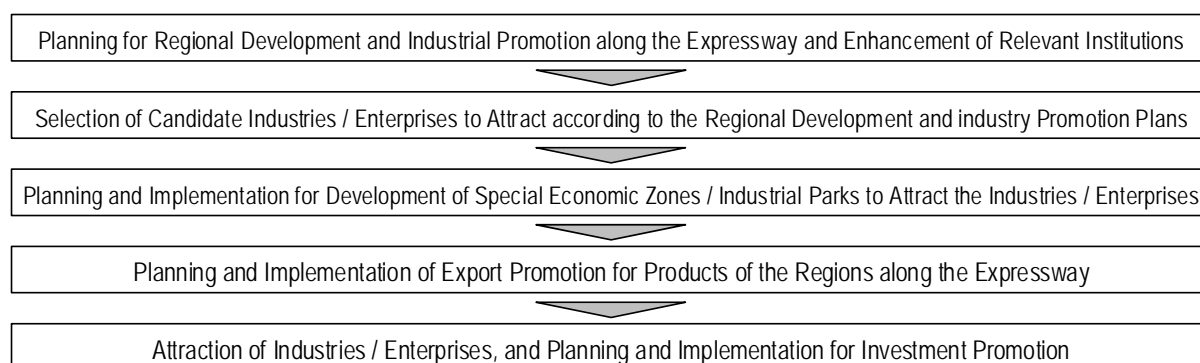 Planning for Regional Development and Industrial Promotion along the Expressway and Enhancement of Relevant Institutions
Selection of Candidate Industries / Enterprises to Attract according to the Regional Development and industry Promotion Plans
Planning and Implementation for Development of Special Economic Zones / Industrial Parks to Attract the Industries / Enterprises
Planning and Implementation of Export Promotion for Products of the Regions along the Expressway
Attraction of Industries / Enterprises, and Planning and Implementation for Investment Promotion